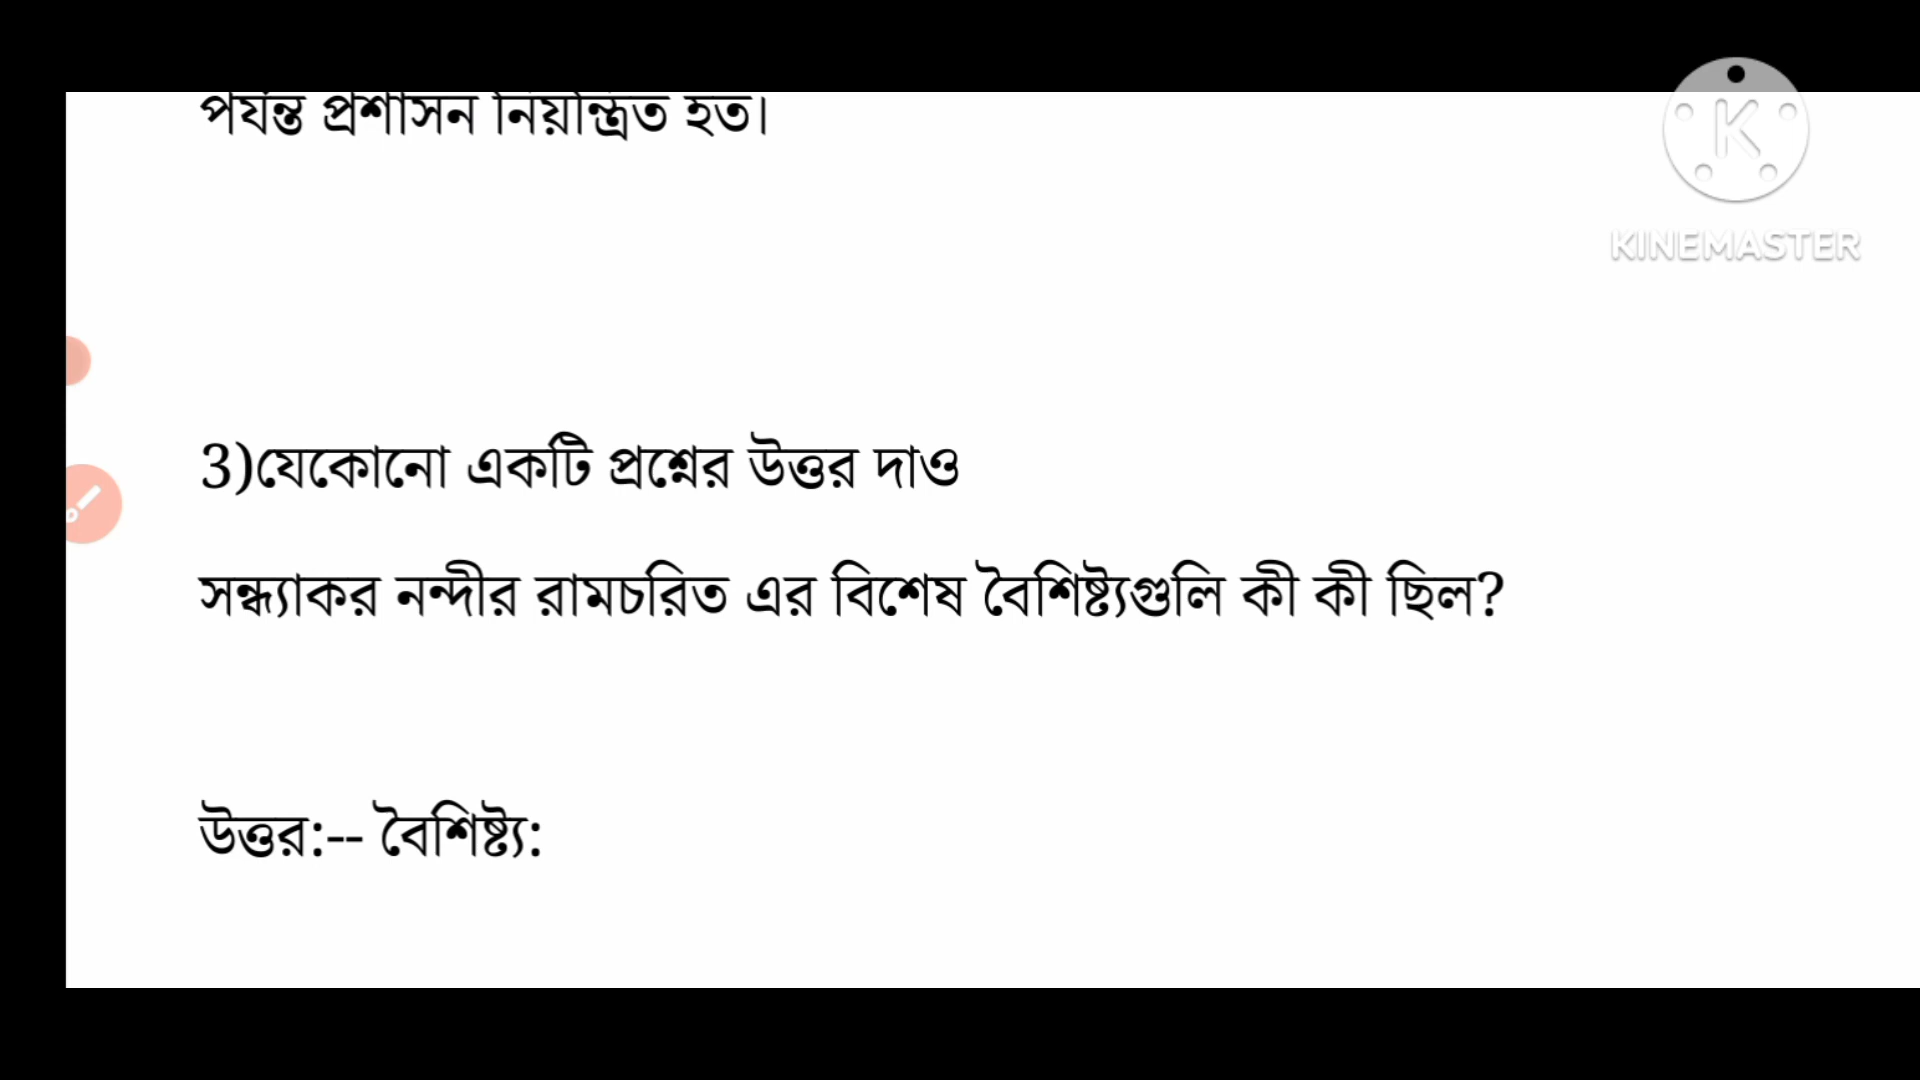 পর্যন্ত প্রশাসন নিয়ন্ত্রিত হত।
KINEMASTER
3)যেকোনো একটি প্রশ্নের উত্তর দাও
সন্ধ্যাকর নন্দীর রামচরিত এর বিশেষ বৈশিষ্ট্যগুলি কী কী ছিল?
উত্তর:-- বৈশিষ্ট্য: